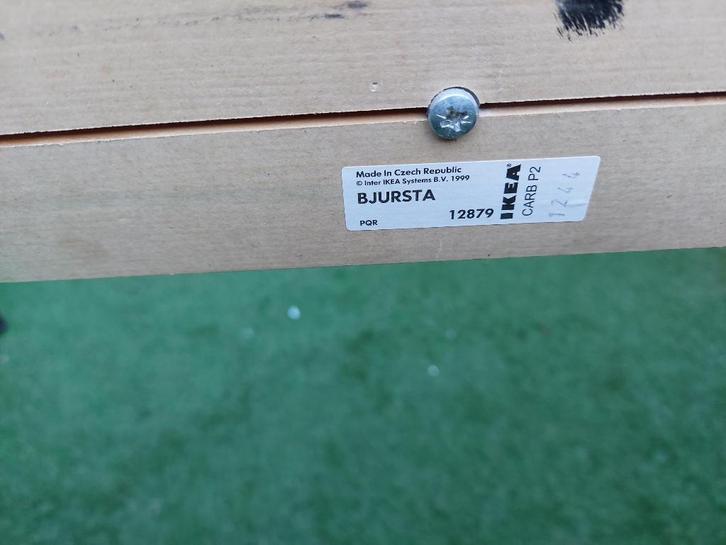 Made In Czech Republic
© Inter IKEA Systems B.V. 1999
BJURSTA
PQR
12879
IKEA®
CARB P2
1244